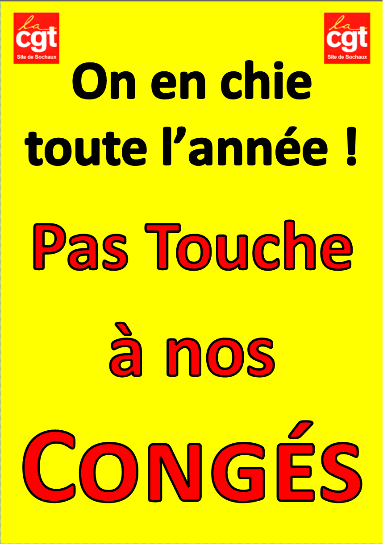 la
cgt
Site de Sochaux
la
cgt
Site de Sochaux
On en chie
toute l'année !
Pas Touche
à nos
CONGÉS